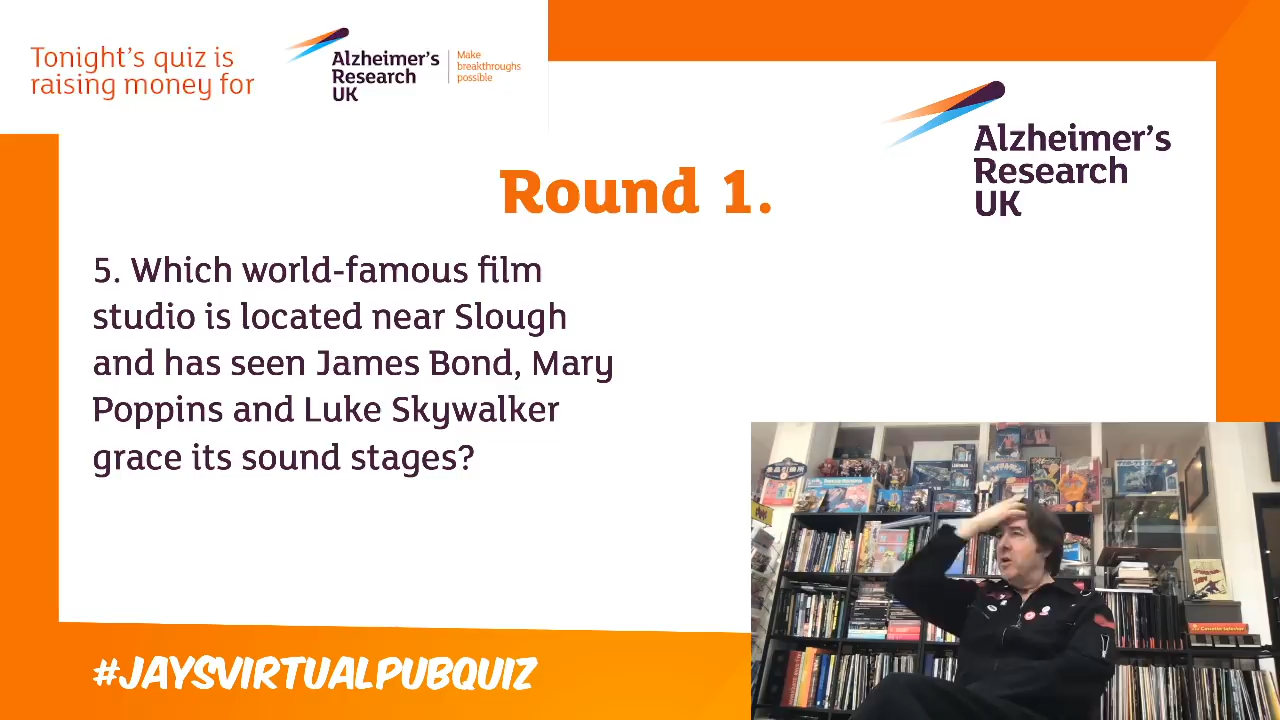 Tonight's quiz is
raising money for
Alzheimer's
Research
UK
Make
breakthroughs
possible
Alzheimer's
Research
UK
Round 1.
5. Which world-famous film
studio is located near Slough
and has seen James Bond, Mary
Poppins and Luke Skywalker
grace its sound stages?
#JAYSVIRTUALPUBQUIZ